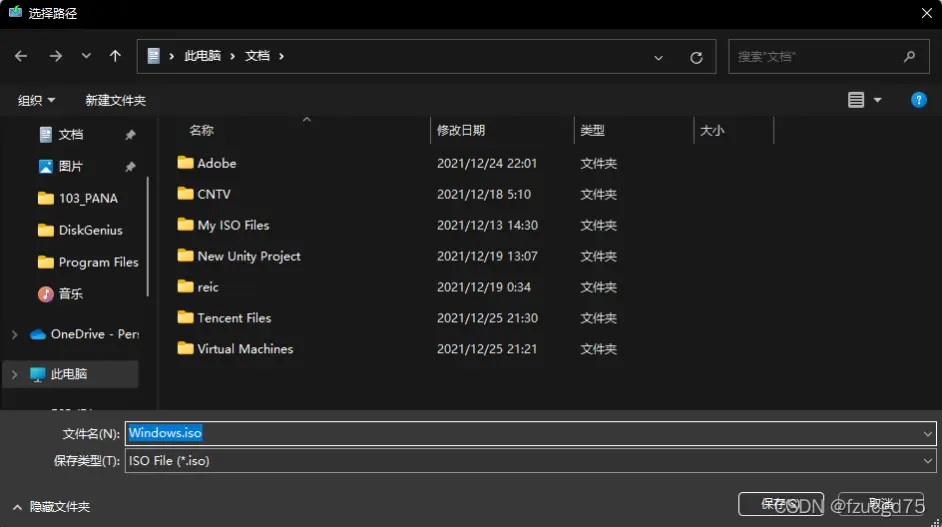 选择路径
此电脑 文档
搜索"文档"
组织 新建文件夹
名称 修改日期 类型 大小
文档
图片
103_PANA
DiskGenius
Program Files
音乐
OneDrive - Pers
此电脑
Adobe 2021/12/24 22:01 文件夹
CNTV 2021/12/18 5:10 文件夹
My ISO Files 2021/12/13 14:30 文件夹
New Unity Project 2021/12/19 13:07 文件夹
reic 2021/12/19 0:34 文件夹
Tencent Files 2021/12/25 21:30 文件夹
Virtual Machines 2021/12/25 21:21 文件夹
文件名(N): Windows.iso
保存类型(T): ISO File (*.iso)
隐藏文件夹
保存(S) 取消
CSDN @fzucgd75